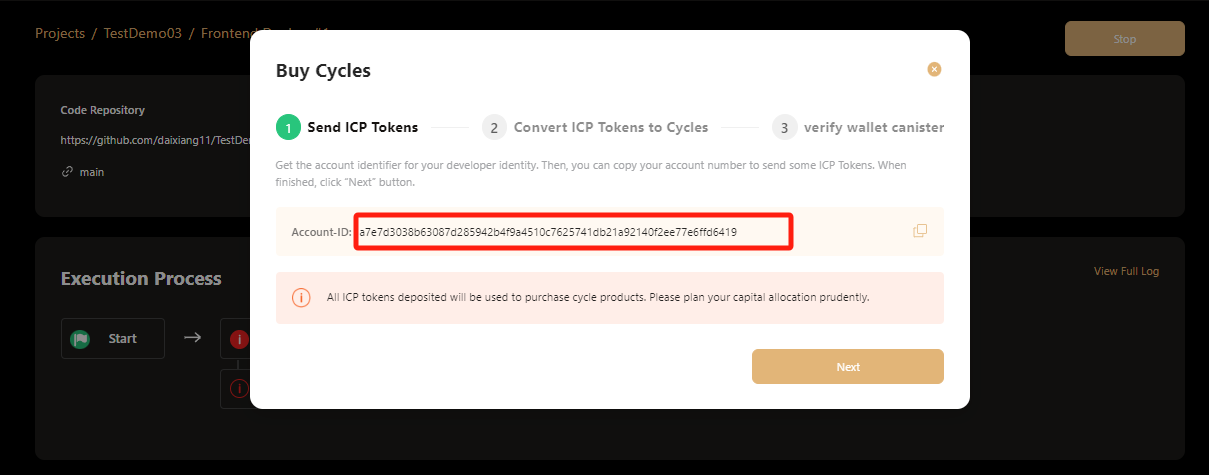 Projects / TestDemo03 / Frontend
Stop
Buy Cycles
Code Repository
1 Send ICP Tokens
2 Convert ICP Tokens to Cycles
3 verify wallet canister
https://github.com/daixiang11/TestDem
main
Get the account identifier for your developer identity. Then, you can copy your account number to send some ICP Tokens. When
finished, click "Next" button.
Account-ID: a7e7d3038b63087d285942b4f9a4510c7625741db21a92140f2ee77e6ffd6419
Execution Process
View Full Log
All ICP tokens deposited will be used to purchase cycle products. Please plan your capital allocation prudently.
Start
Next